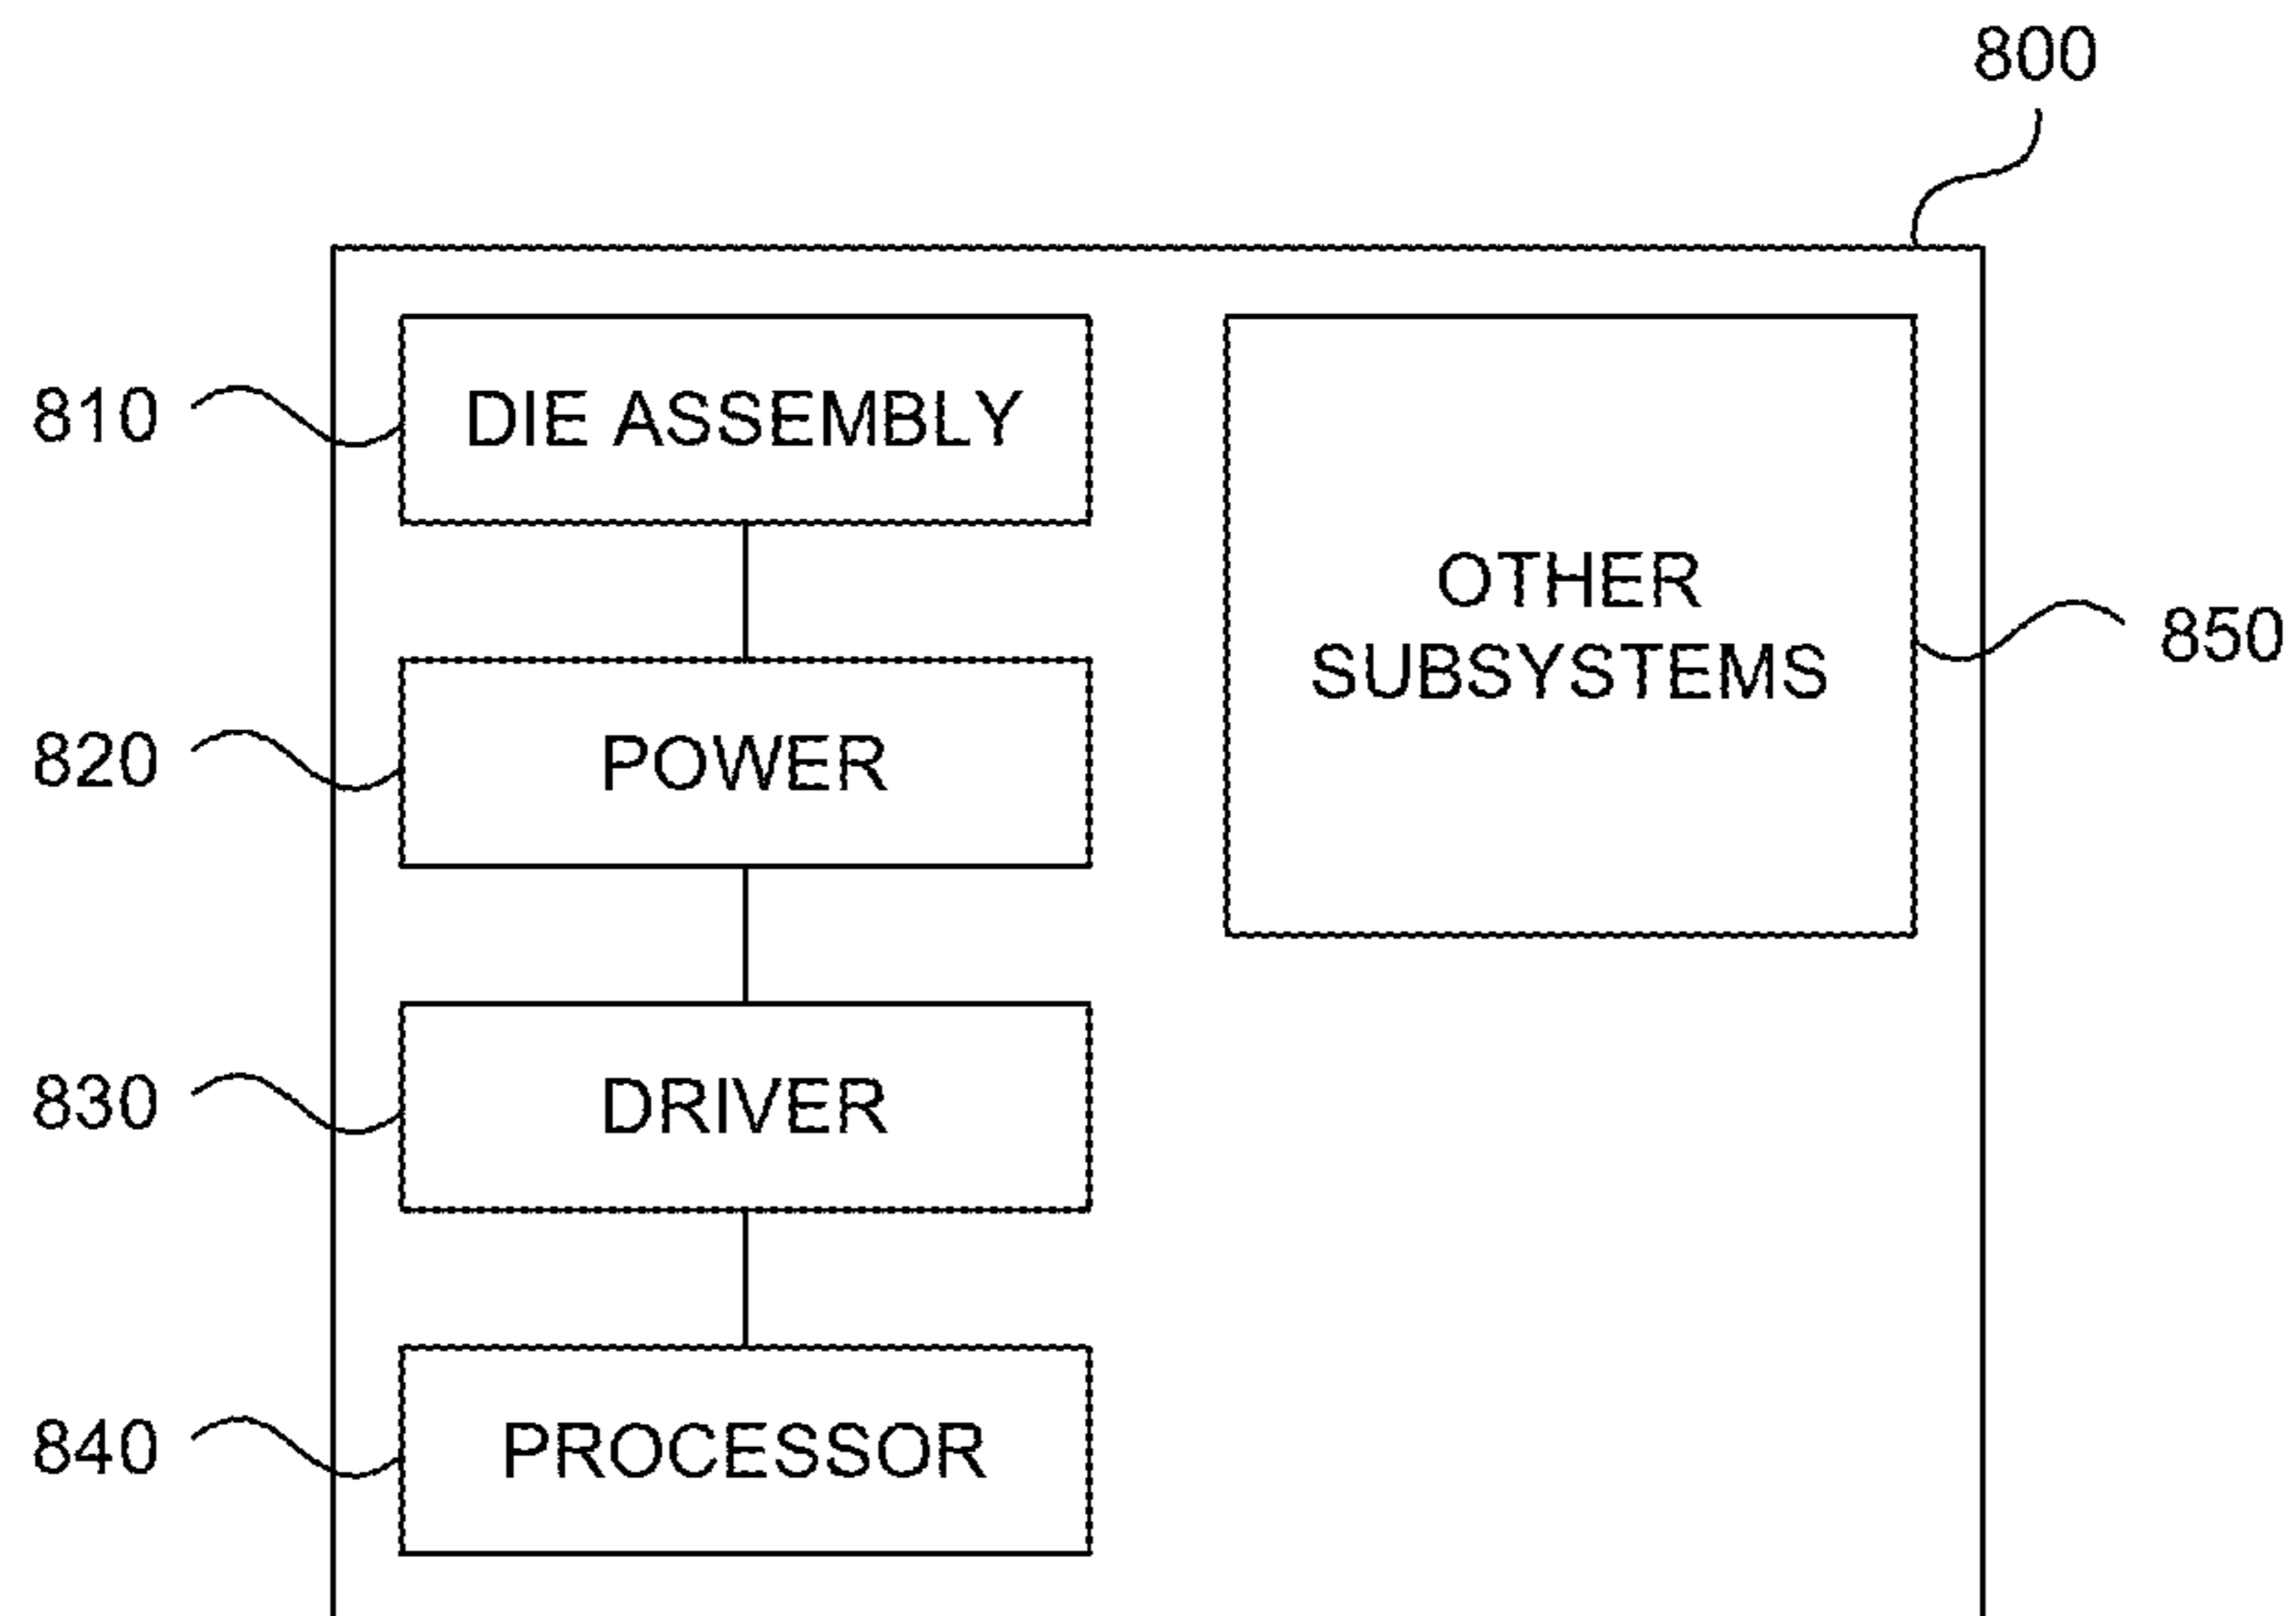 800
810
DIE ASSEMBLY
OTHER
SUBSYSTEMS
850
820
POWER
830
DRIVER
840
PROCESSOR